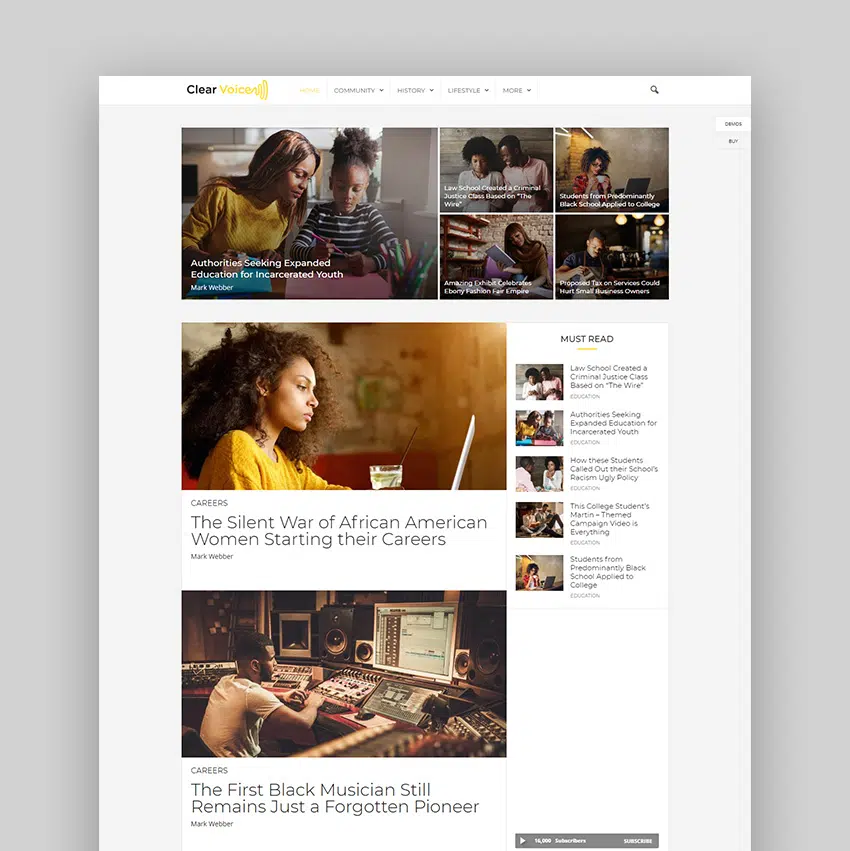 Clear Voice
HOME
COMMUNITY
HISTORY
LIFESTYLE
MORE
DEMOS
BUY
Authorities Seeking Expanded
Education for Incarcerated Youth
Mark Webber
Law School Created a Criminal
Justice Class Based on “The
Wire”
Students from Predominantly
Black School Applied to College
Amazing Exhibit Celebrates
Ebony Fashion Fair Empire
Proposed Tax on Services Could
Hurt Small Business Owners
CAREERS
The Silent War of African American
Women Starting their Careers
Mark Webber
CAREERS
The First Black Musician Still
Remains Just a Forgotten Pioneer
Mark Webber
MUST READ
Law School Created a
Criminal Justice Class
Based on “The Wire”
EDUCATION
Authorities Seeking
Expanded Education for
Incarcerated Youth
EDUCATION
How these Students
Called Out their School’s
Racism Ugly Policy
EDUCATION
This College Student’s
Martin – Themed
Campaign Video is
Everything
EDUCATION
Students from
Predominantly Black
School Applied to
College
EDUCATION
16,000 Subscribers
SUBSCRIBE